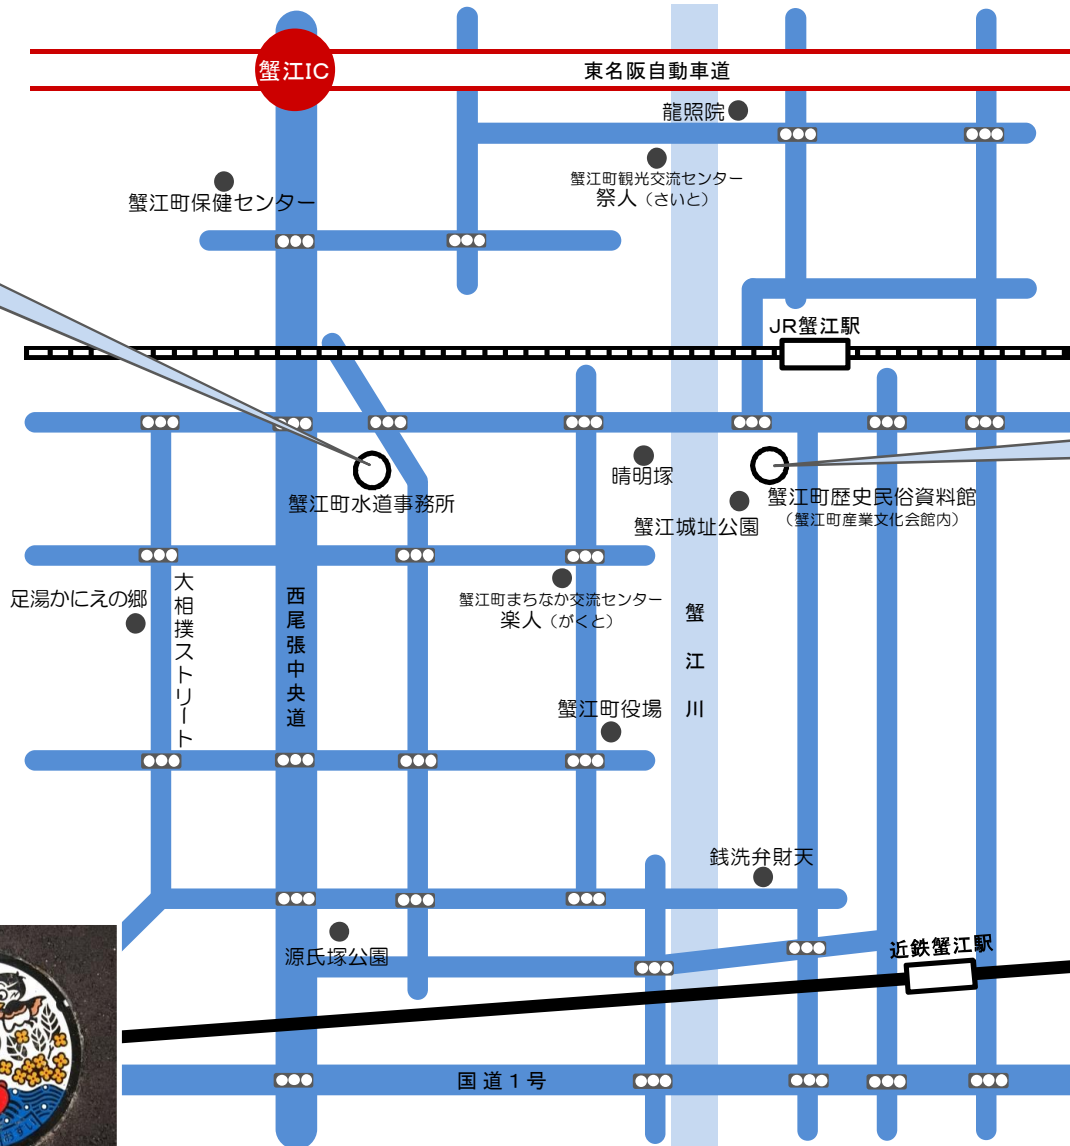 蟹江IC
東名阪自動車道
龍照院
蟹江町観光交流センター
祭人（さいと）
蟹江町保健センター
JR蟹江駅
晴明塚
蟹江町水道事務所
蟹江城址公園
蟹江町歴史民俗資料館
（蟹江町産業文化会館内）
足湯かにえの郷
大相撲ストリート
西尾張中央道
蟹江町まちなか交流センター
楽人（がくと）
蟹江川
蟹江町役場
銭洗弁財天
源氏塚公園
近鉄蟹江駅
国道１号